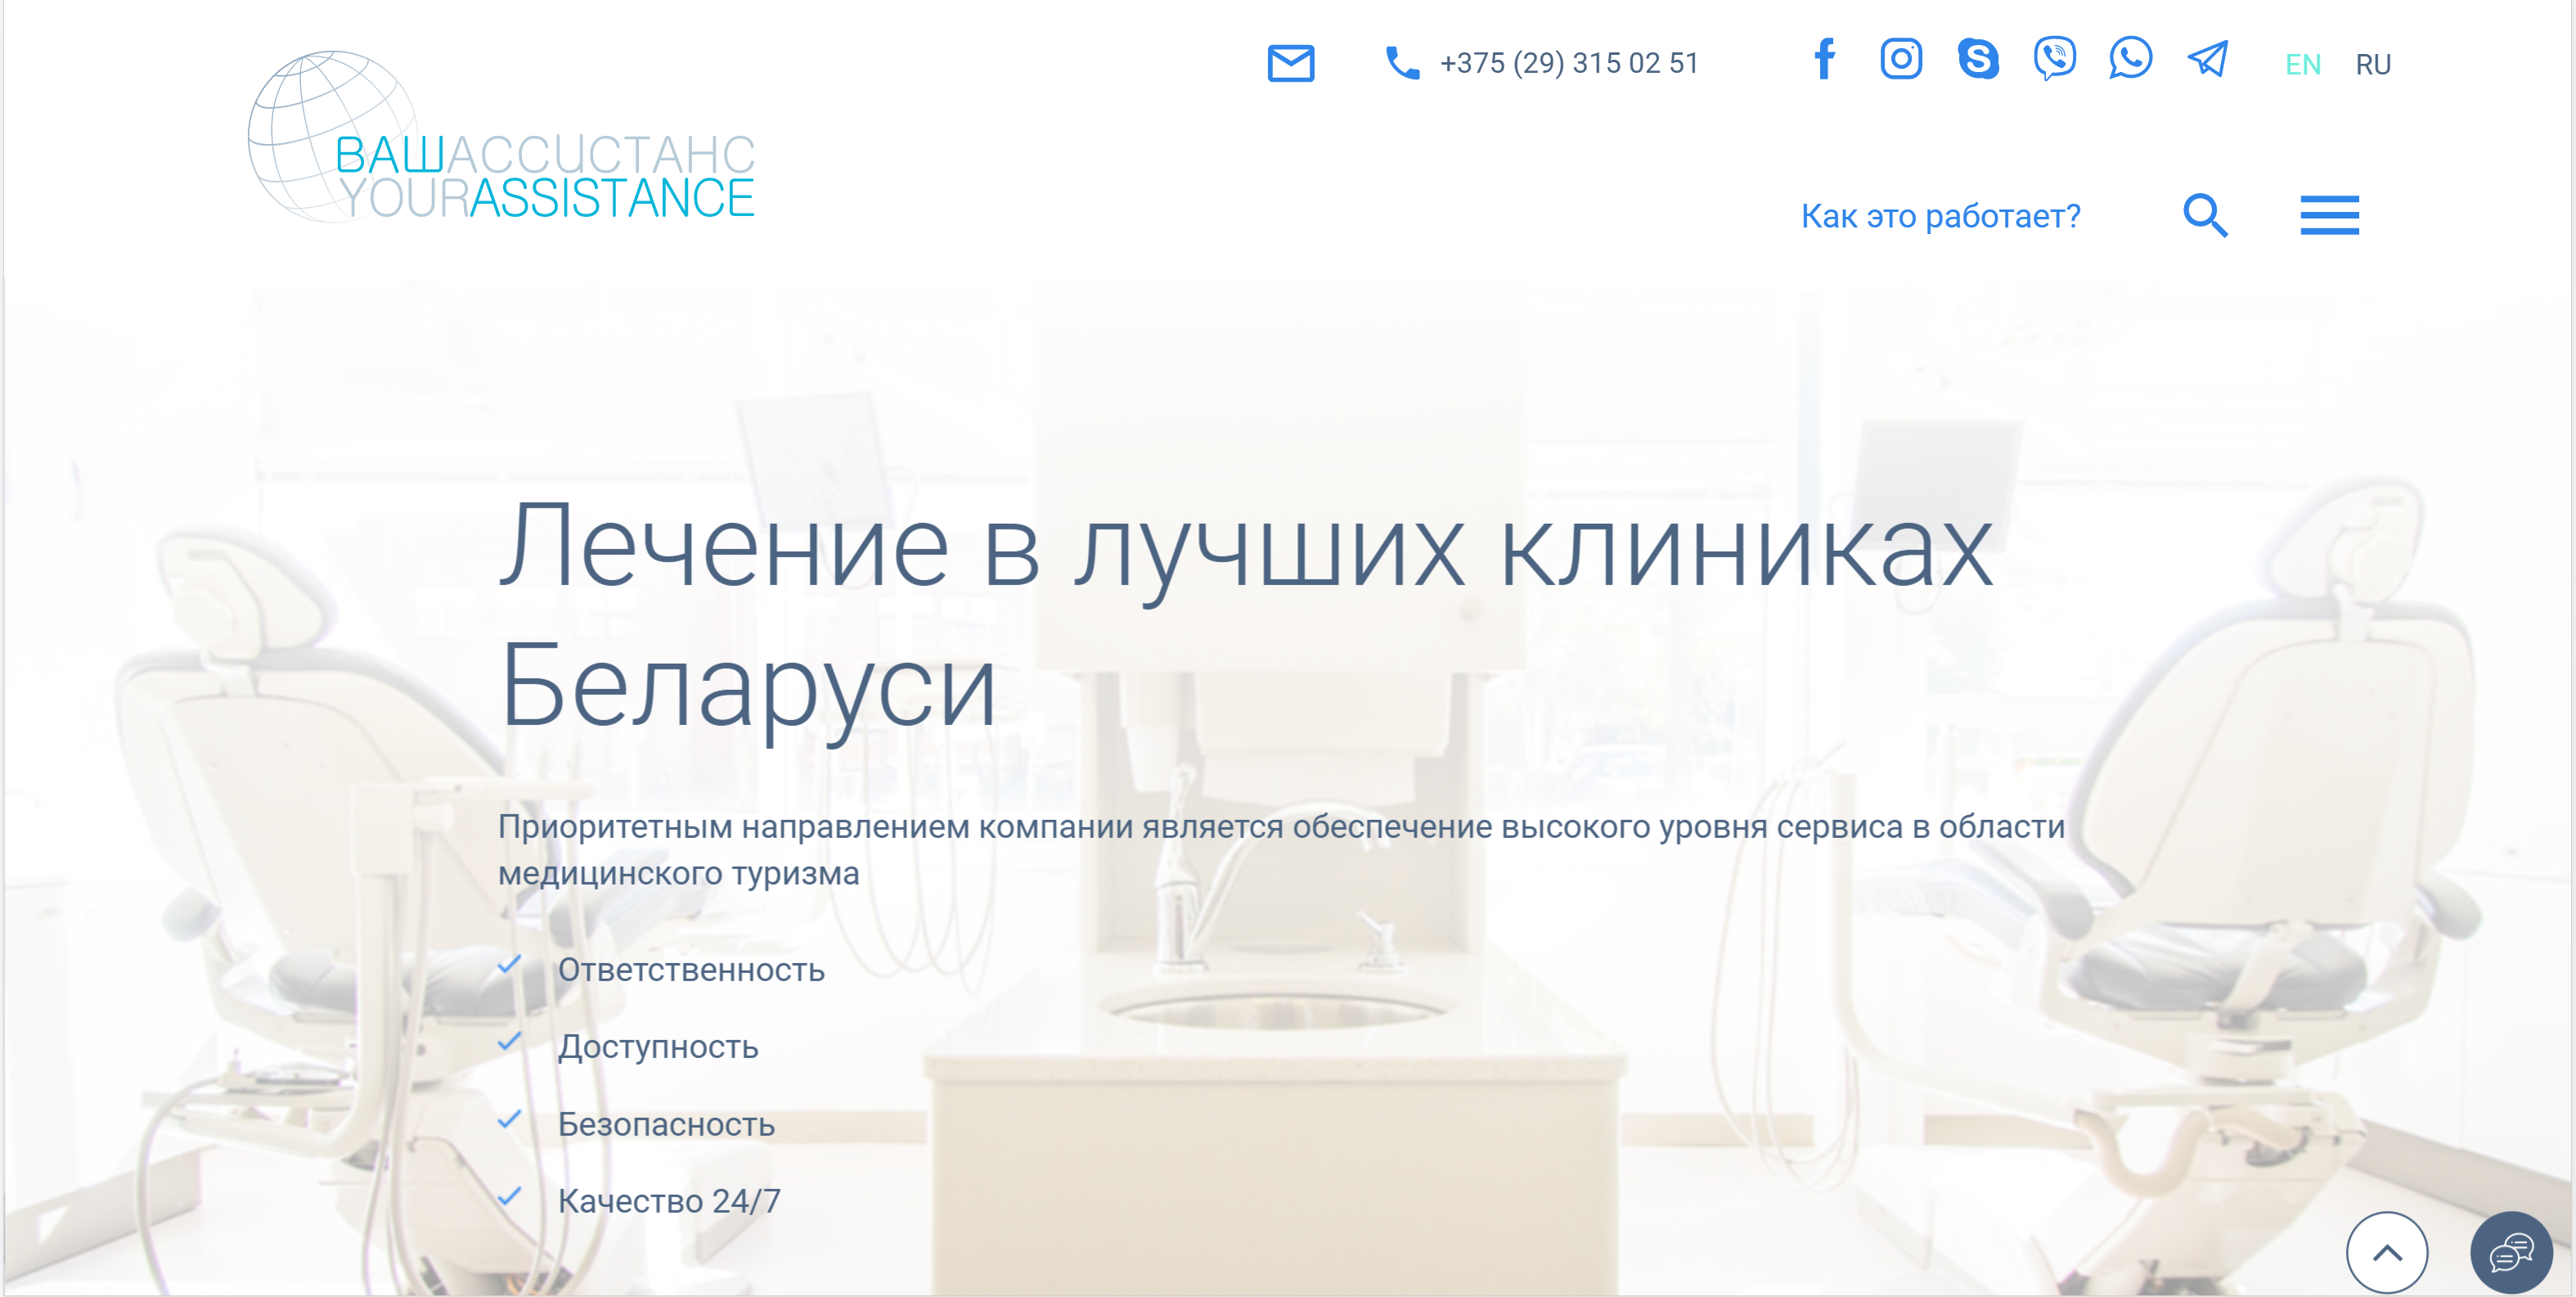 +375 (29) 315 02 51
EN RU
ВАШАССИСТАНС
YOURASSISTANCE
Как это работает?
Лечение в лучших клиниках
Беларуси
Приоритетным направлением компании является обеспечение высокого уровня сервиса в области
медицинского туризма
Ответственность
Доступность
Безопасность
Качество 24/7